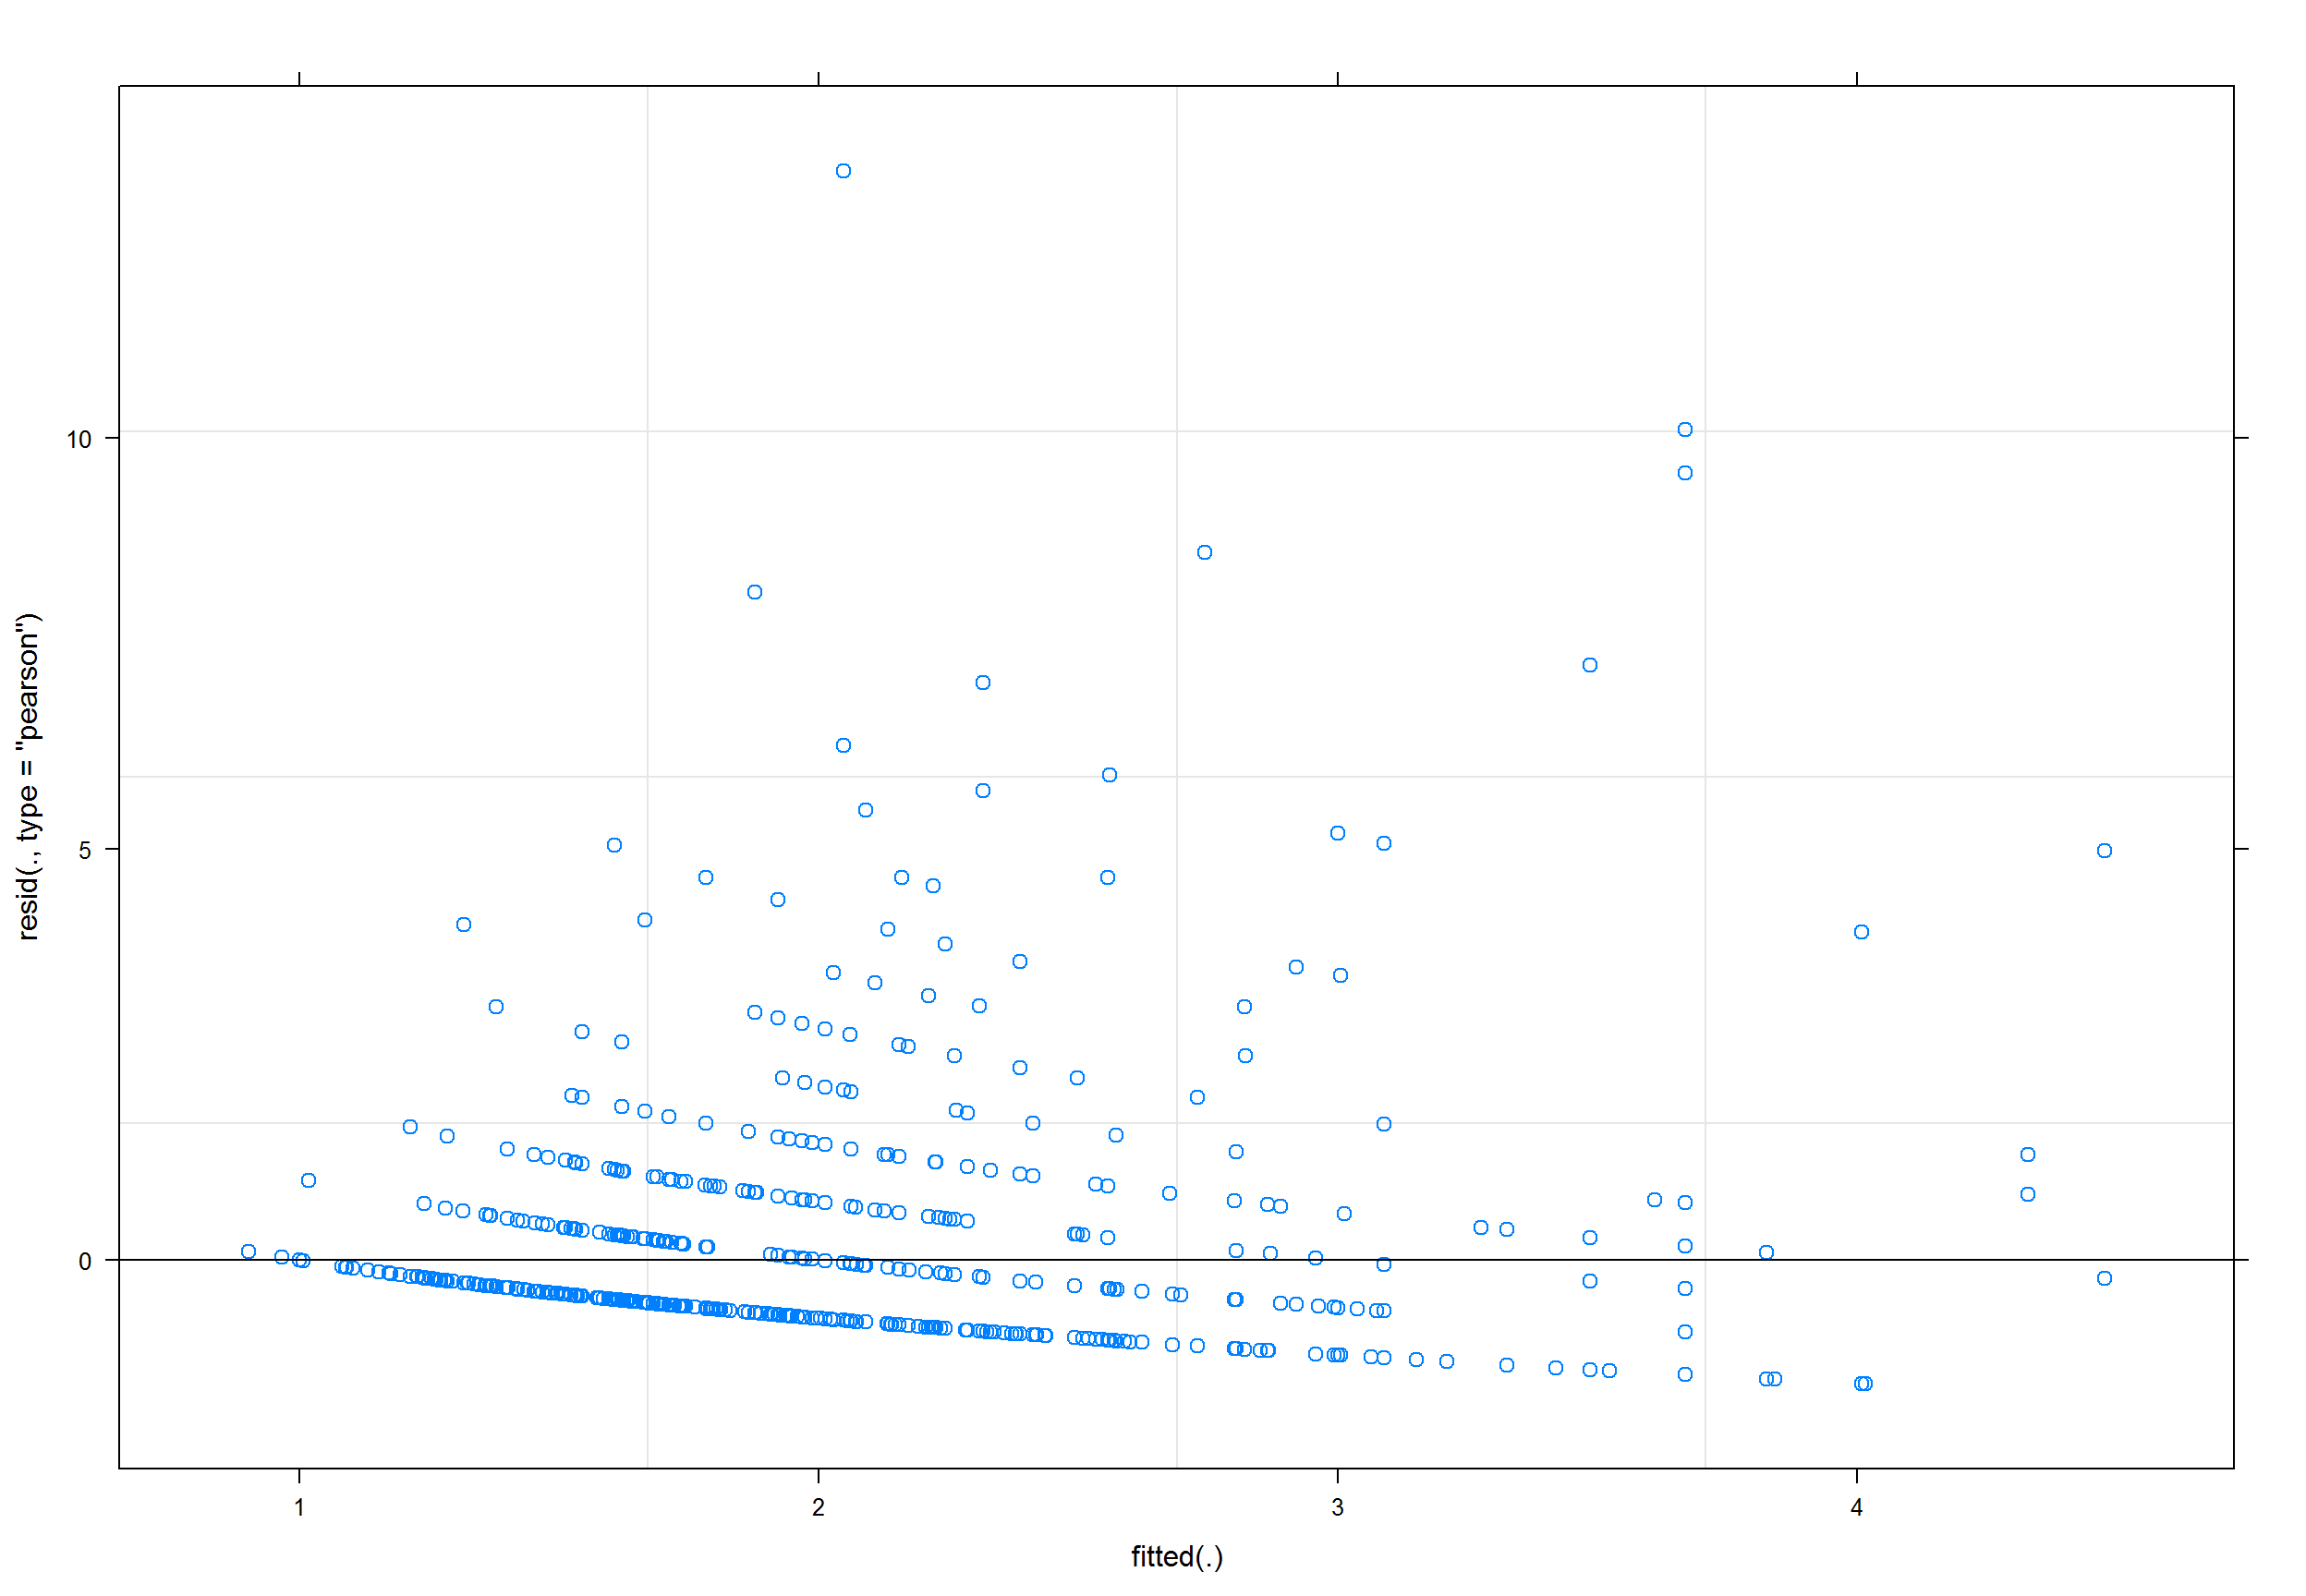 10
5
0
resid(., type = "pearson")
1 2 3 4
fitted(.)